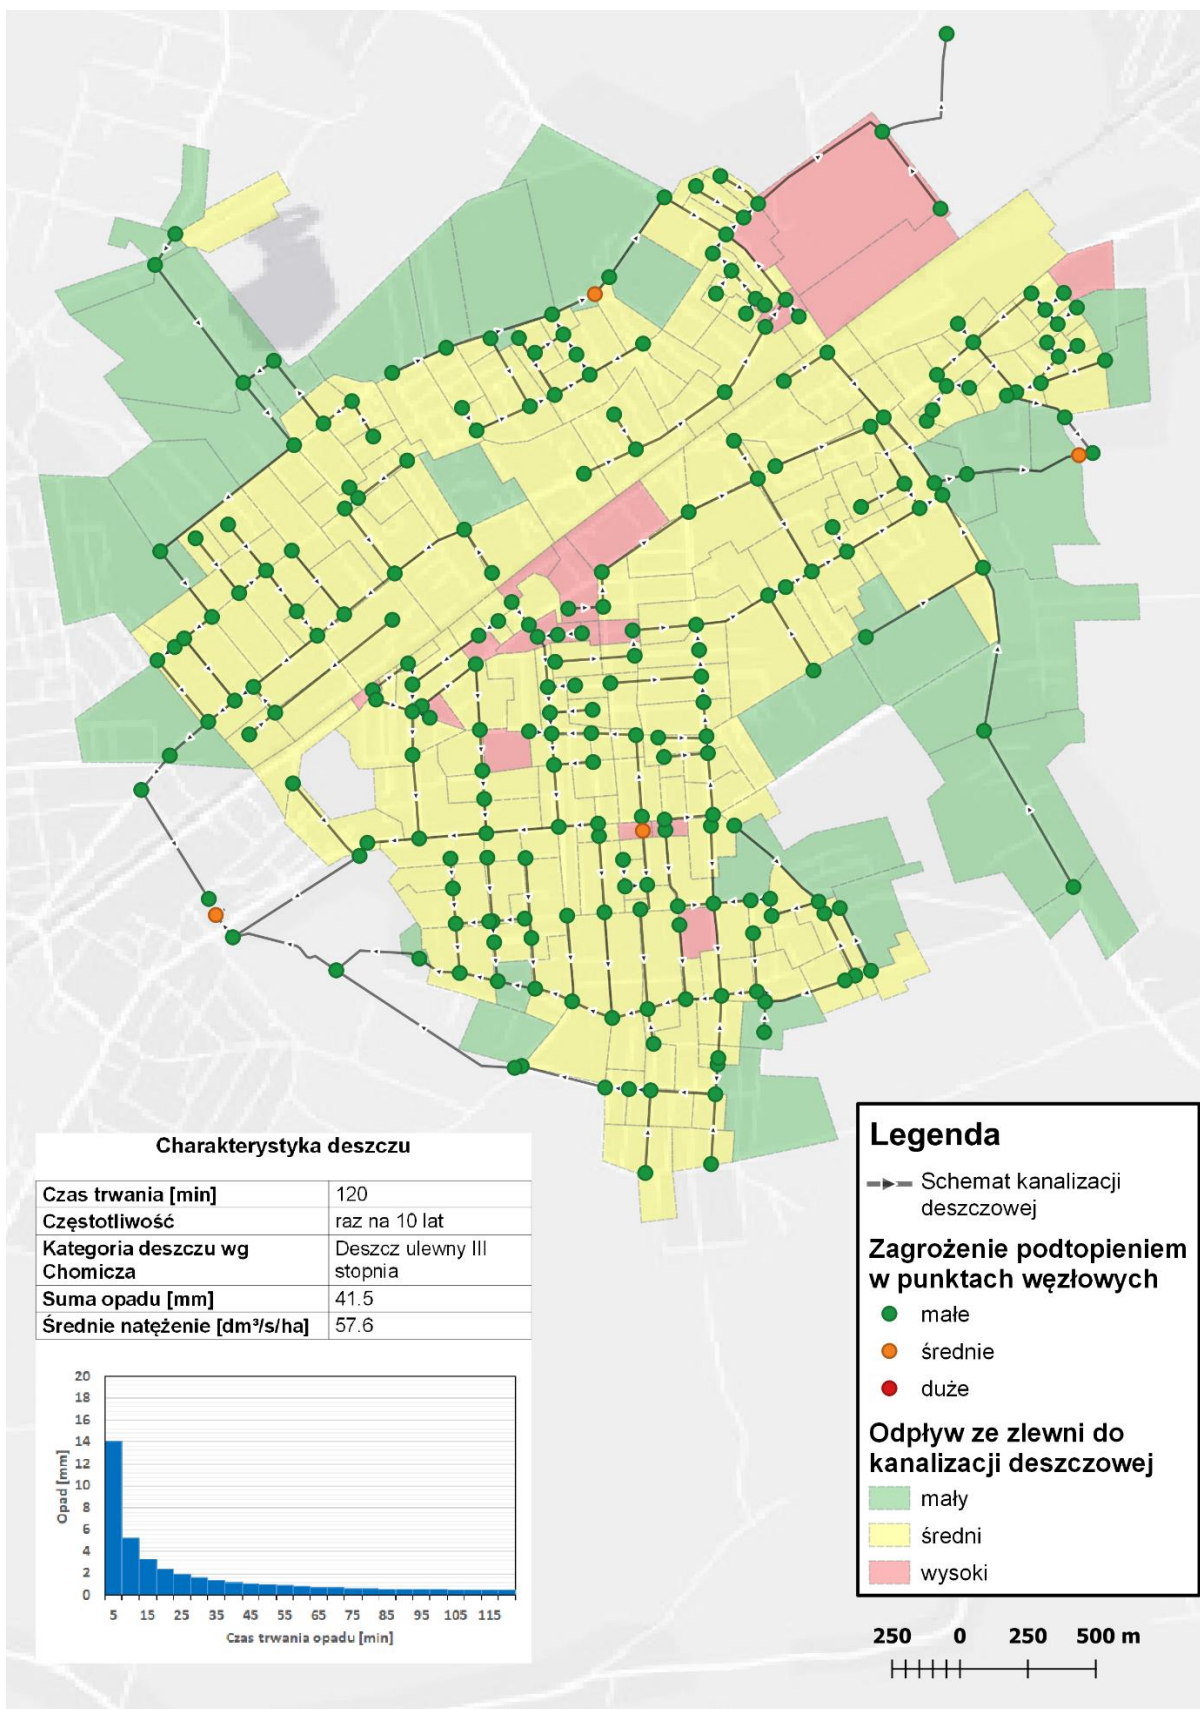 Charakterystyka deszczu
Czas trwania [min] 120
Częstotliwość raz na 10 lat
Kategoria deszczu wg Chomicza Deszcz ulewny III stopnia
Suma opadu [mm] 41.5
Średnie natężenie [dm³/s/ha] 57.6
20
18
16
14
12
10
8
6
4
2
0
Opad [mm]
5 15 25 35 45 55 65 75 85 95 105 115
Czas trwania opadu [min]
Legenda
Schemat kanalizacji
deszczowej
Zagrożenie podtopieniem
w punktach węzłowych
małe
średnie
duże
Odpływ ze zlewni do
kanalizacji deszczowej
mały
średni
wysoki
250 0 250 500 m